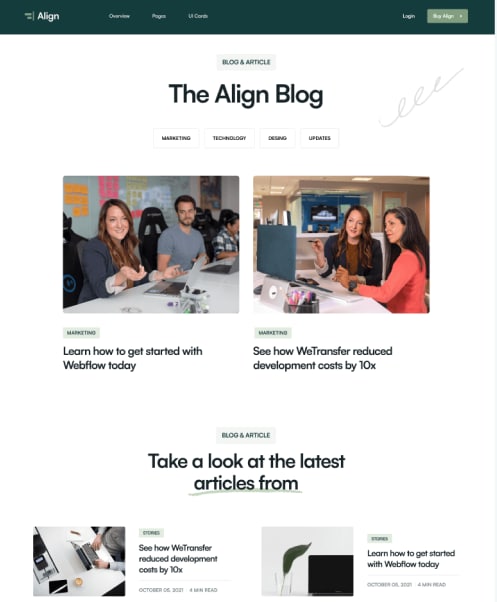 Align
Overview
Pages
UI Cards
Login
Buy Align
BLOG & ARTICLE
The Align Blog
MARKETING
TECHNOLOGY
DESING
UPDATES
MARKETING
Learn how to get started with
Webflow today
MARKETING
See how WeTransfer reduced
development costs by 10x
BLOG & ARTICLE
Take a look at the latest
articles from
STORIES
See how WeTransfer
reduced development
costs by 10x
OCTOBER 05, 2021 4 MIN READ
STORIES
Learn how to get started
with Webflow today
OCTOBER 05, 2021 4 MIN READ